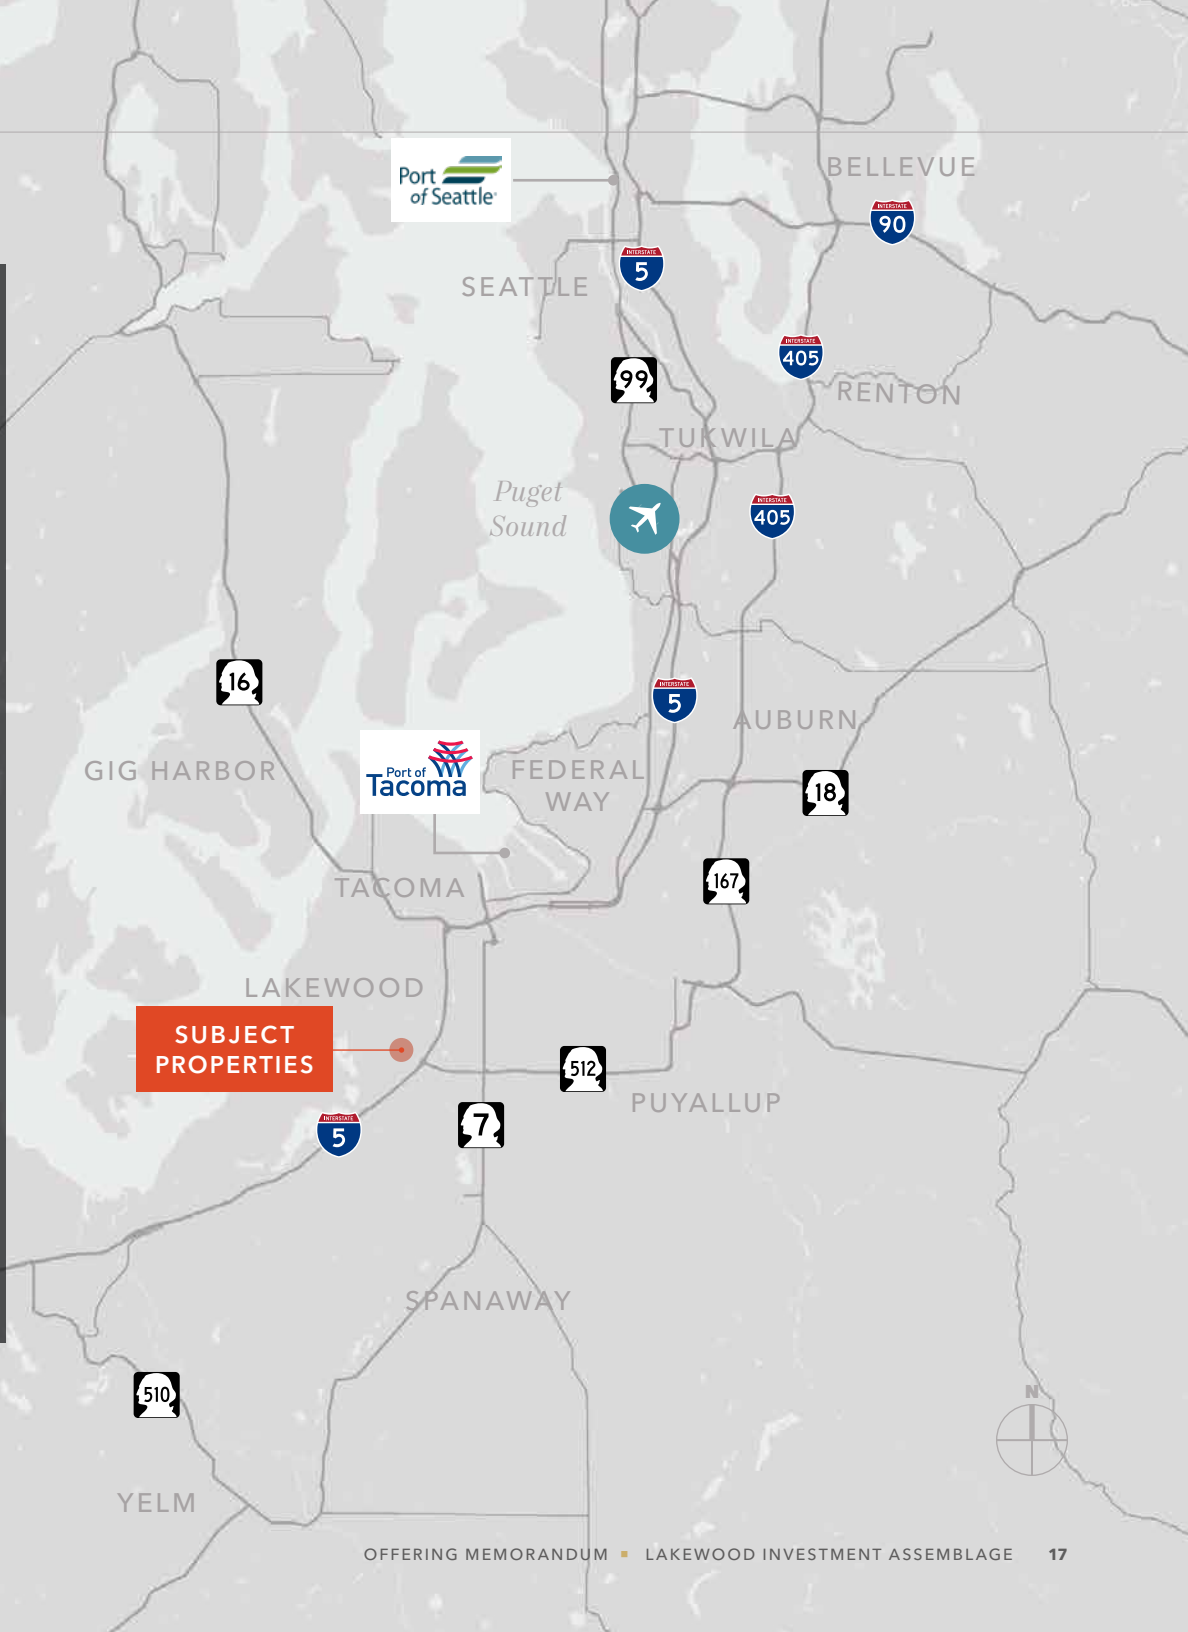 Port
of Seattle
BELLEVUE
INTERSTATE
90
INTERSTATE
5
SEATTLE
INTERSTATE
405
99
RENTON
TUKWILA
Puget
Sound
INTERSTATE
405
16
INTERSTATE
5
AUBURN
Port of
Tacoma
GIG HARBOR
FEDERAL
WAY
18
167
TACOMA
LAKEWOOD
SUBJECT
PROPERTIES
512
PUYALLUP
7
INTERSTATE
5
SPANAWAY
510
N
YELM
OFFERING MEMORANDUM ▪ LAKEWOOD INVESTMENT ASSEMBLAGE 17